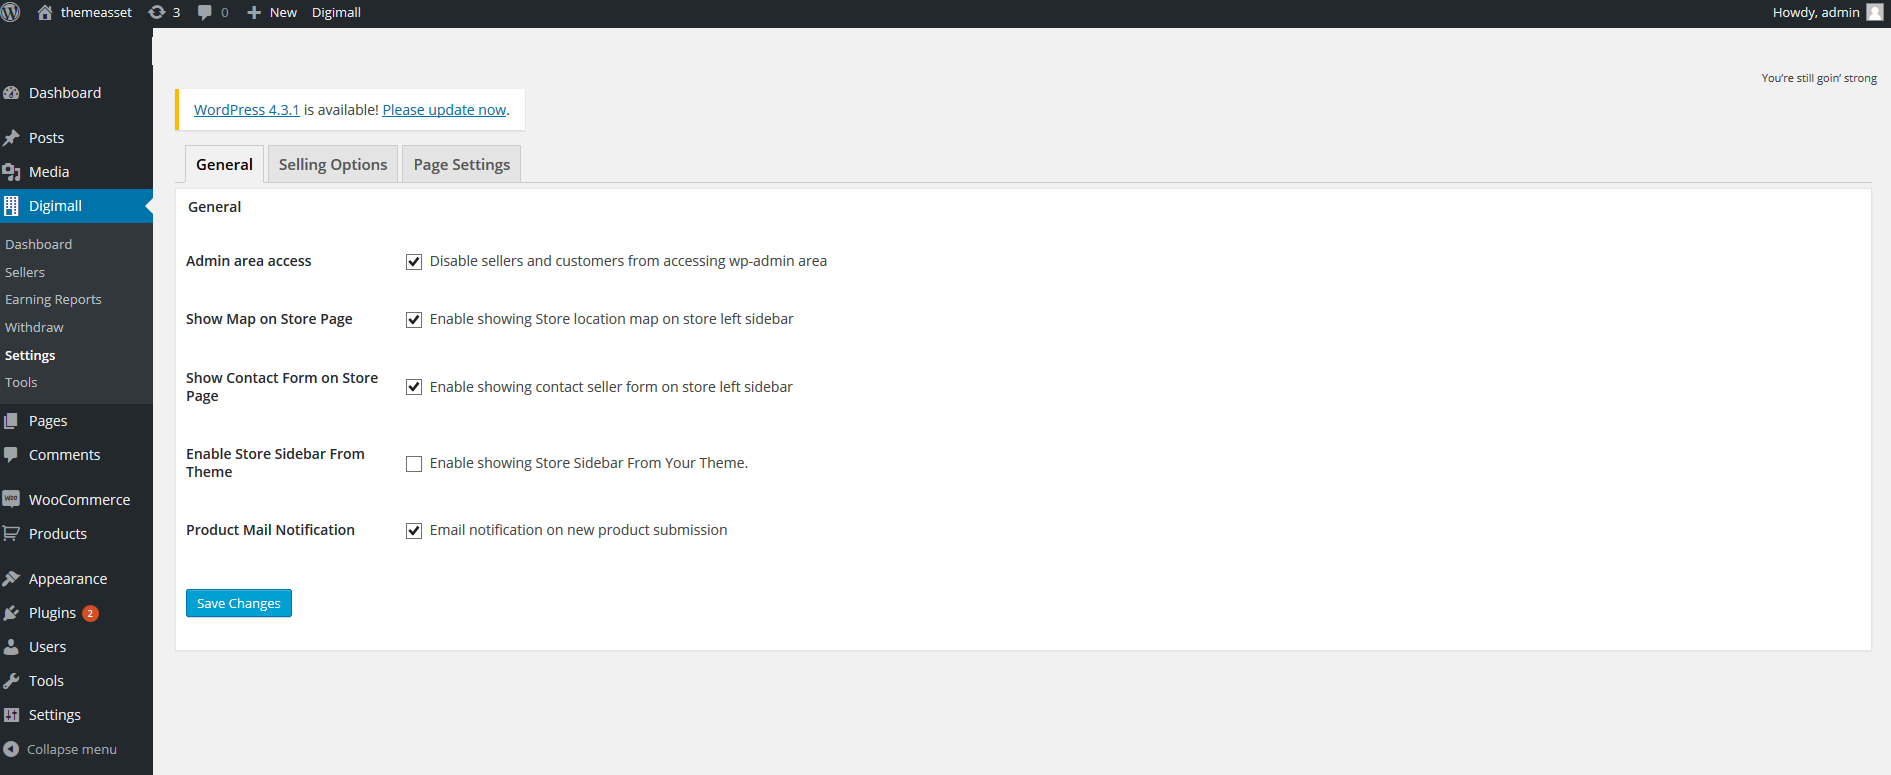 themeasset 3 0 New Digimall Howdy, admin
You're still goin' strong
WordPress 4.3.1 is available! Please update now.
General Selling Options Page Settings
General
Admin area access Disable sellers and customers from accessing wp-admin area
Show Map on Store Page Enable showing Store location map on store left sidebar
Show Contact Form on Store
Page
Enable showing contact seller form on store left sidebar
Enable Store Sidebar From
Theme
Enable showing Store Sidebar From Your Theme.
Product Mail Notification Email notification on new product submission
Save Changes
Dashboard
Posts
Media
Digimall
Dashboard
Sellers
Earning Reports
Withdraw
Settings
Tools
Pages
Comments
WOO WooCommerce
Products
Appearance
Plugins 2
Users
Tools
Settings
Collapse menu